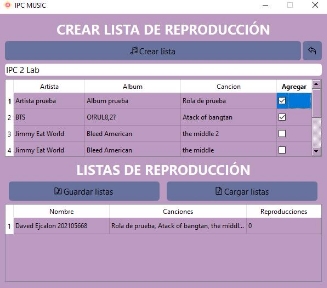 IPC MUSIC
CREAR LISTA DE REPRODUCCIÓN
Crear lista
IPC 2 Lab
Artista Album Cancion Agregar
1 Artista prueba Album prueba Rola de prueba
2 BTS O!RUL8,2? Atack of bangtan
3 Jimmy Eat World Bleed American the middle 2
4 Jimmy Eat World Bleed American the middle
LISTAS DE REPRODUCCIÓN
Guardar listas Cargar listas
Nombre Canciones Reproducciones
1 Daved Ejcalon 202105668 Rola de prueba, Atack of bangtan, the middl... 0